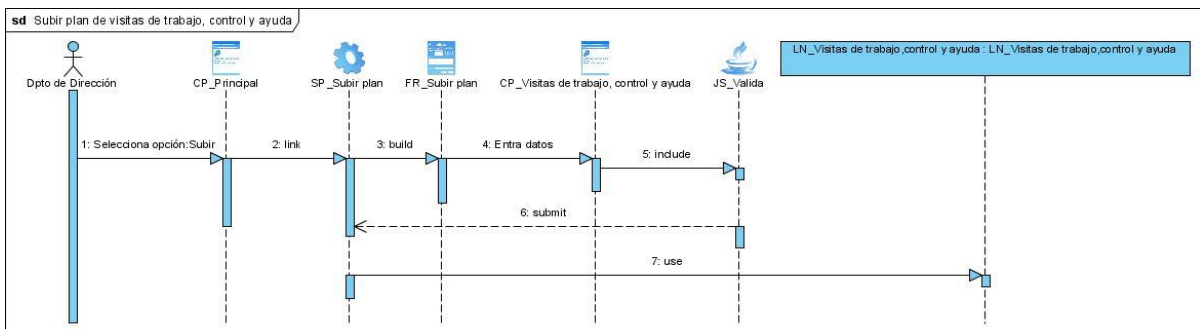 sd Subir plan de visitas de trabajo, control y ayuda
LN_Visitas de trabajo,control y ayuda : LN_Visitas de trabajo,control y ayuda
Dpto de Dirección
CP_Principal
SP_Subir plan
FR_Subir plan
CP_Visitas de trabajo, control y ayuda
JS_Valida
1: Selecciona opción:Subir
2: link
3: build
4: Entra datos
5: include
6: submit
7: use